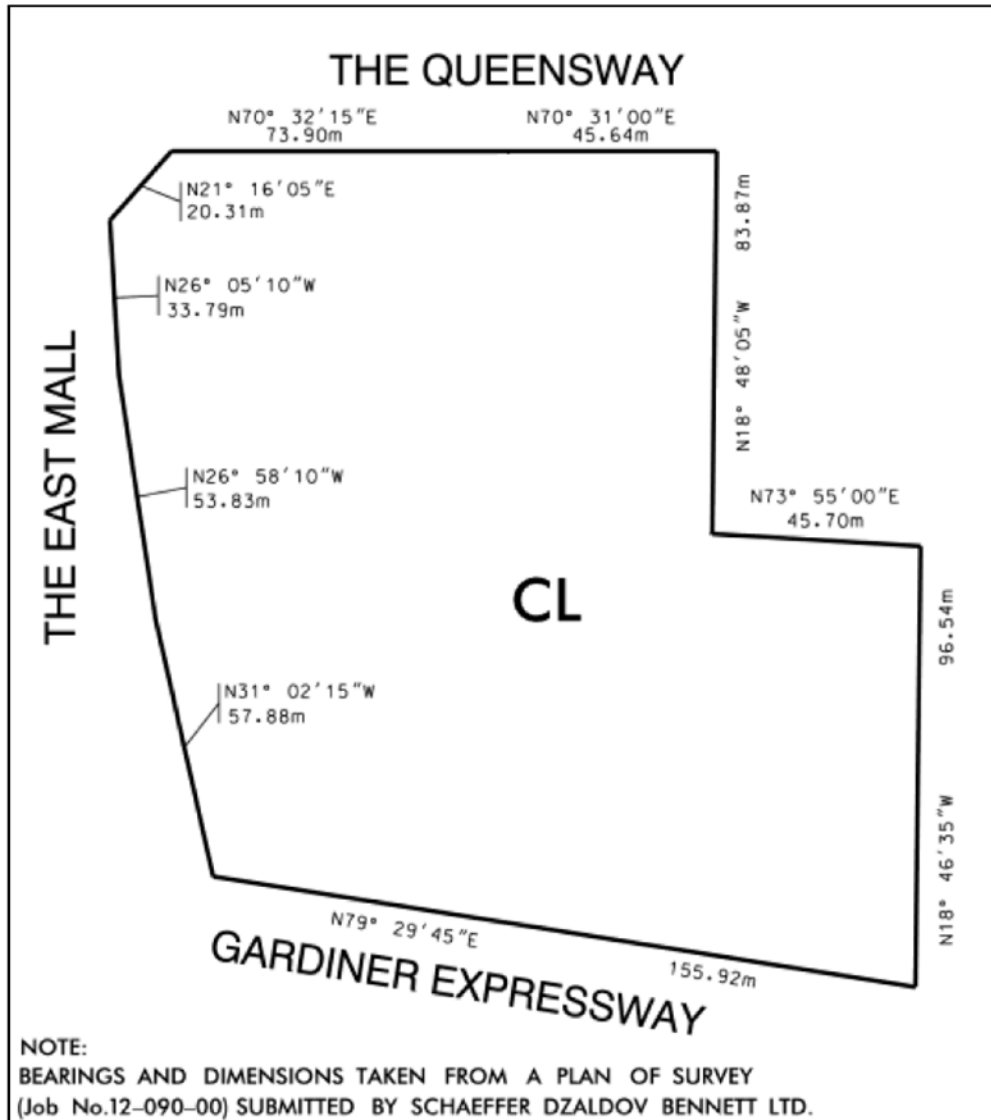 THE QUEENSWAY
N70° 32'15"E
73.90m
N70° 31'00"E
45.64m
N21° 16'05"E
20.31m
83.87m
N18° 48'05"W
N26° 05'10"W
33.79m
THE EAST MALL
N26° 58'10"W
53.83m
N73° 55'00"E
45.70m
CL
96.54m
N18° 46'35"W
N31° 02'15"W
57.88m
N79° 29'45"E
155.92m
GARDINER EXPRESSWAY
NOTE:
BEARINGS AND DIMENSIONS TAKEN FROM A PLAN OF SURVEY
(Job No.12–090–00) SUBMITTED BY SCHAEFFER DZALDOV BENNETT LTD.